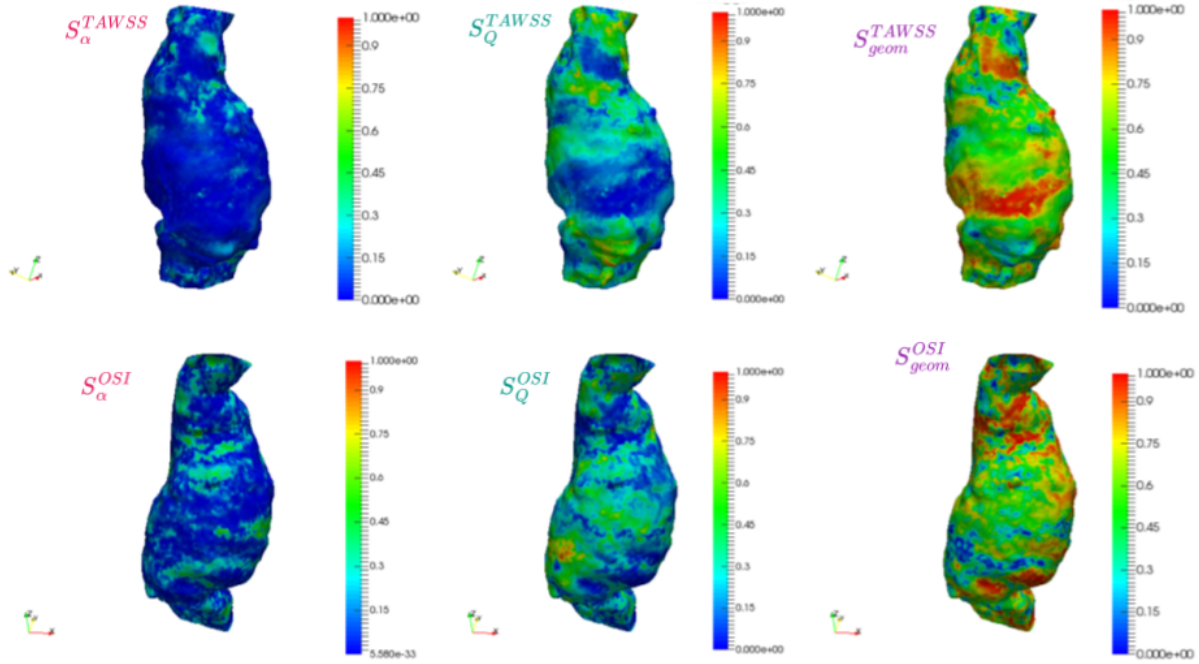 S_α^{TAWSS}
1.000e+00
0.9
0.75
0.6
0.45
0.3
0.15
0.000e+00
S_Q^{TAWSS}
1.000e+00
0.9
0.75
0.6
0.45
0.3
0.15
0.000e+00
S_{geom}^{TAWSS}
1.000e+00
0.9
0.75
0.6
0.45
0.3
0.15
0.000e+00
Z
Y
X
Z
Y
X
Z
Y
X
S_α^{OSI}
1.000e+00
0.9
0.75
0.6
0.45
0.3
0.15
5.580e-33
S_Q^{OSI}
1.000e+00
0.9
0.75
0.6
0.45
0.3
0.15
0.000e+00
S_{geom}^{OSI}
1.000e+00
0.9
0.75
0.6
0.45
0.3
0.15
0.000e+00
Z
Y
X
Z
Y
X
Z
Y
X